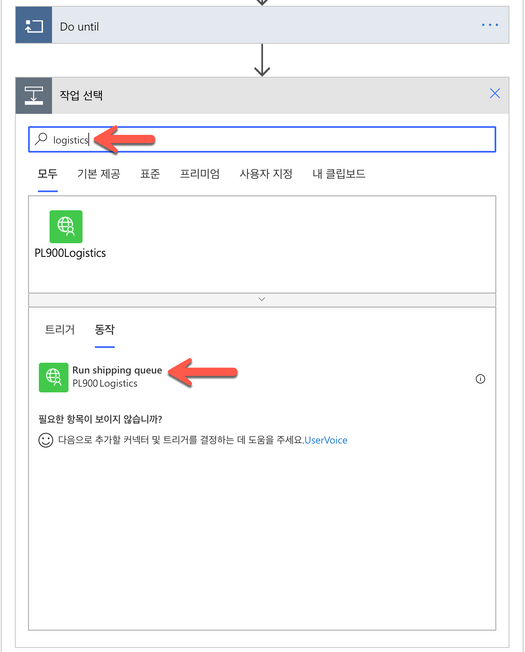 Do until
작업 선택
logistics
모두 기본 제공 표준 프리미엄 사용자 지정 내 클립보드
PL900Logistics
트리거 동작
Run shipping queue
PL900 Logistics
필요한 항목이 보이지 않습니까?
다음으로 추가할 커넥터 및 트리거를 결정하는 데 도움을 주세요.UserVoice